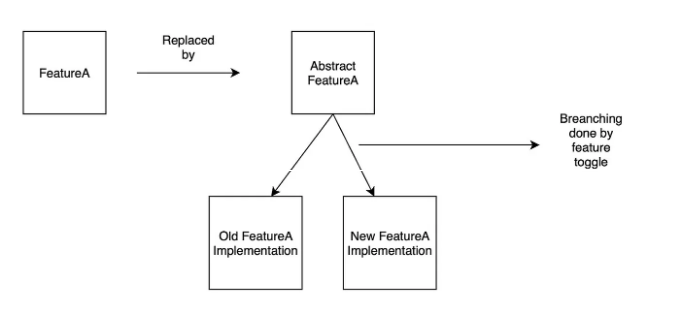 FeatureA
Replaced
by
Abstract
FeatureA
Breanching
done by
feature
toggle
Old FeatureA
Implementation
New FeatureA
Implementation